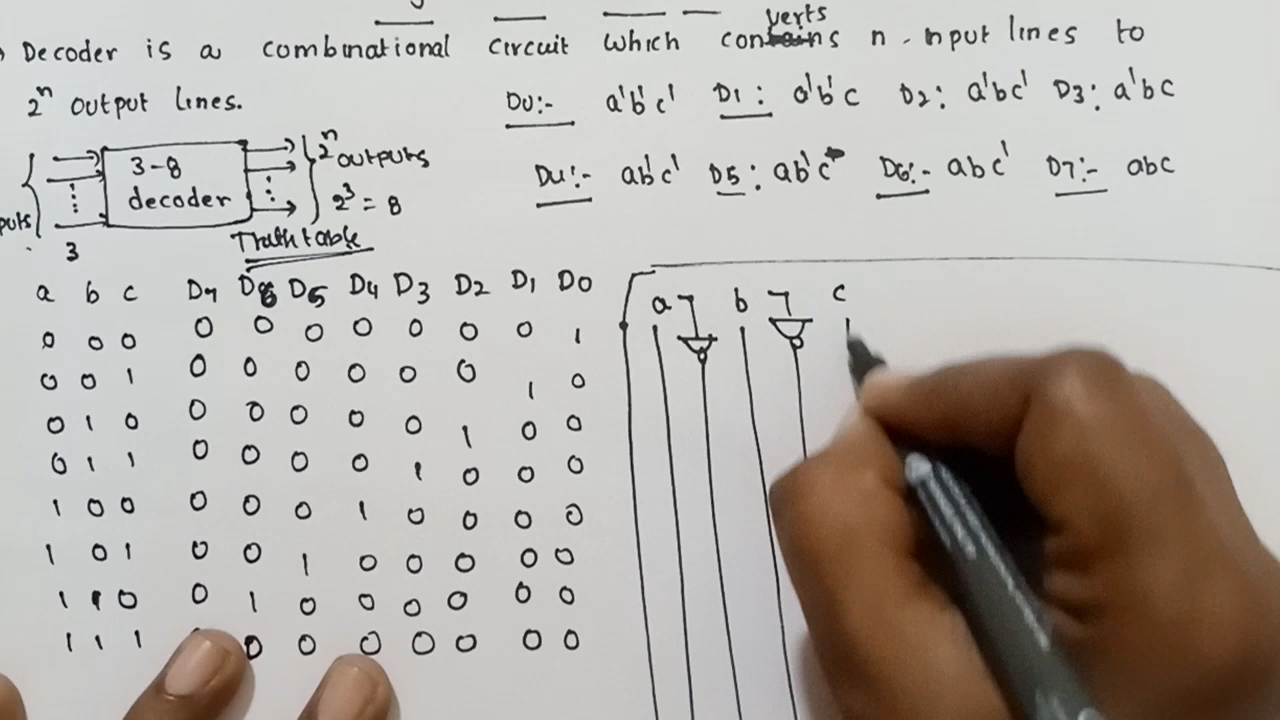 Decoder is a combinational circuit which converts n-input lines to
2ⁿ output lines.
D0:- a'b'c' D1: a'b'c D2: a'bc' D3: a'bc
D4:- ab'c' D5: ab'c D6:- abc' D7:- abc
3-8
decoder
2ⁿ outputs
2³ = 8
puts
3
Truth table
a b c D7 D6 D5 D4 D3 D2 D1 D0
0 0 0 0 0 0 0 0 0 0 1
0 0 1 0 0 0 0 0 0 1 0
0 1 0 0 0 0 0 0 1 0 0
0 1 1 0 0 0 0 1 0 0 0
1 0 0 0 0 0 1 0 0 0 0
1 0 1 0 0 1 0 0 0 0 0
1 1 0 0 1 0 0 0 0 0 0
1 1 1 0 0 0 0 0 0 0
a b c